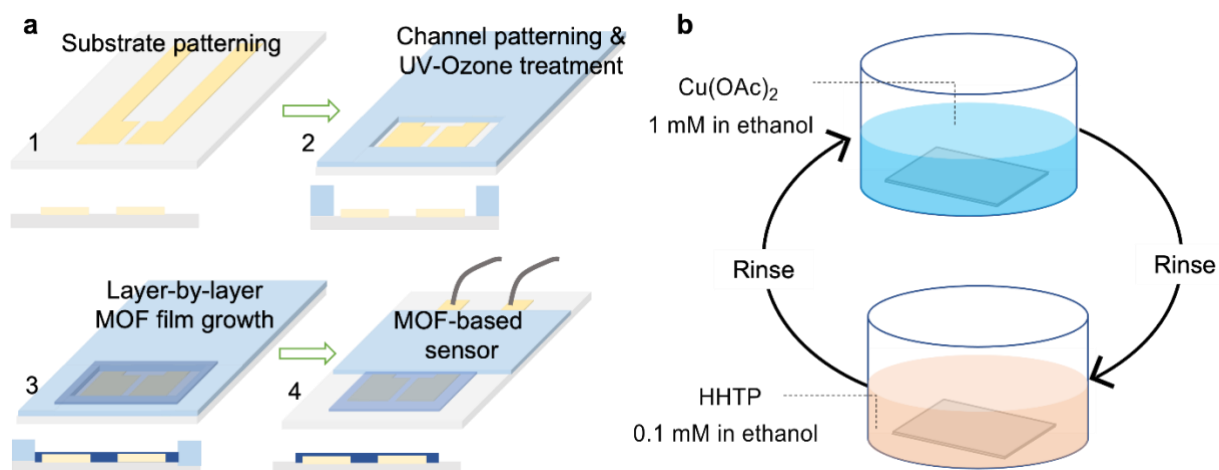 a
Substrate patterning
1
Channel patterning &
UV-Ozone treatment
2
Layer-by-layer
MOF film growth
3
MOF-based
sensor
4
b
Cu(OAc)₂
1 mM in ethanol
Rinse
Rinse
HHTP
0.1 mM in ethanol